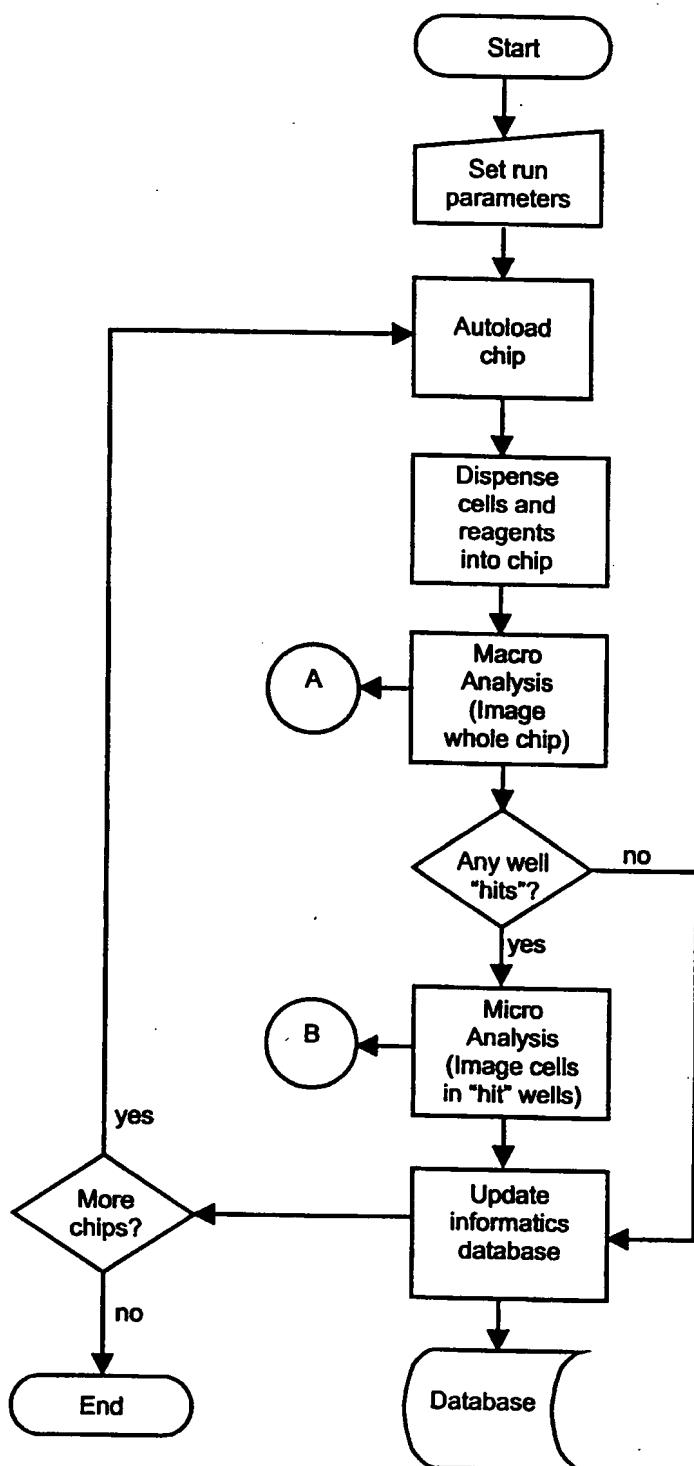 Start
Set run
parameters
Autoload
chip
Dispense
cells and
reagents
into chip
Macro
Analysis
(Image
whole chip)
A
Any well
"hits"?
no
yes
Micro
Analysis
(Image cells
in "hit" wells)
B
Update
informatics
database
Database
yes
More
chips?
no
End